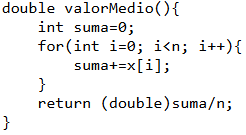 double valorMedio(){
    int suma=0;
    for(int i=0; i<n; i++){
        suma+=x[i];
    }
    return (double)suma/n;
}